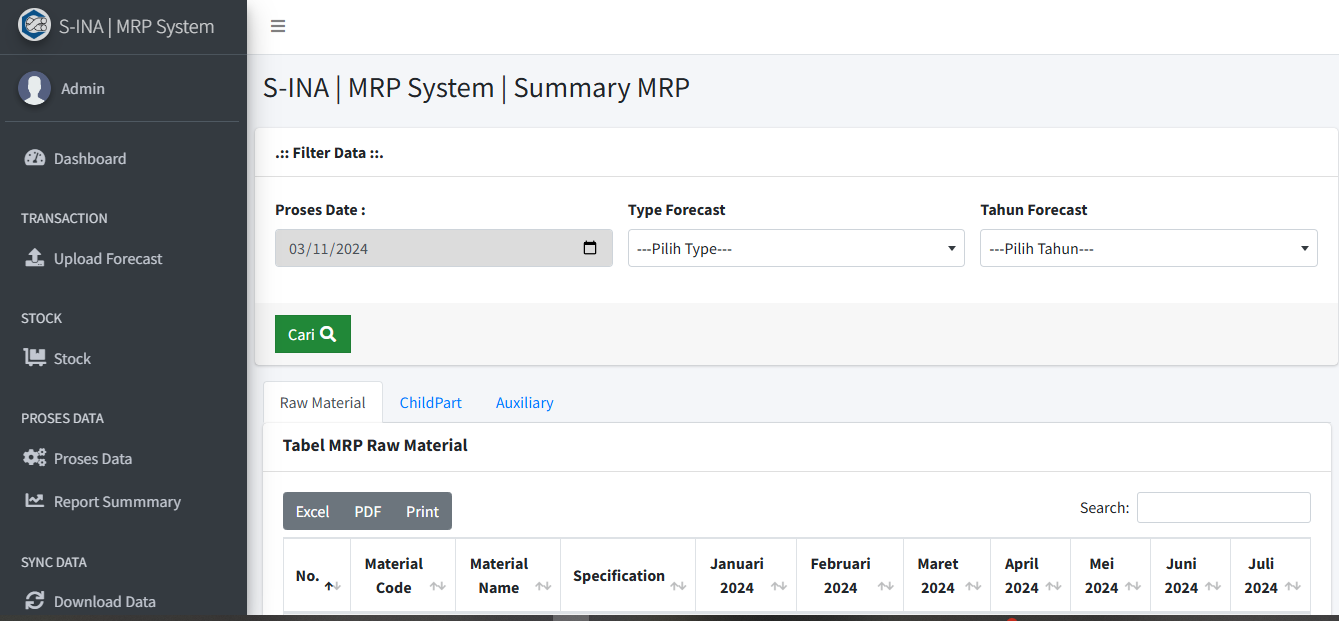 S-INA | MRP System
Admin
Dashboard
TRANSACTION
Upload Forecast
STOCK
Stock
PROSES DATA
Proses Data
Report Summmary
SYNC DATA
Download Data
S-INA | MRP System | Summary MRP
.:: Filter Data ::.
Proses Date :
Type Forecast
Tahun Forecast
03/11/2024
---Pilih Type---
---Pilih Tahun---
Cari
Raw Material
ChildPart
Auxiliary
Tabel MRP Raw Material
Excel
PDF
Print
Search:
No.
Material
Code
Material
Name
Specification
Januari
2024
Februari
2024
Maret
2024
April
2024
Mei
2024
Juni
2024
Juli
2024